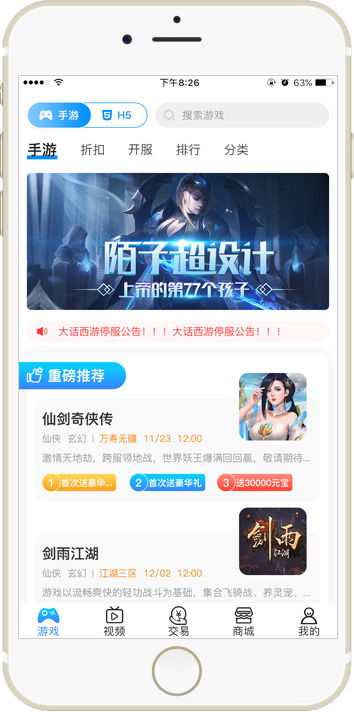 下午8:26
63%
手游
H5
搜索游戏
手游 折扣 开服 排行 分类
陌子超设计
上帝的第77个孩子
大话西游停服公告！！！大话西游停服公告！！！
重磅推荐
仙剑奇侠传
仙侠 玄幻 | 万寿无疆 11/23 12:00
激情天地劫，跨服领地战，世界妖王爆满回回赢，敬请期待...
1 首次送豪华... 2 首次送豪华礼 3 送30000元宝
剑雨江湖
剑雨
江湖
仙侠 玄幻 | 江湖三区 12/02 12:00
游戏以流畅爽快的轻功战斗为基础，集合飞骑战、养灵宠、...
游戏 视频 交易 商城 我的